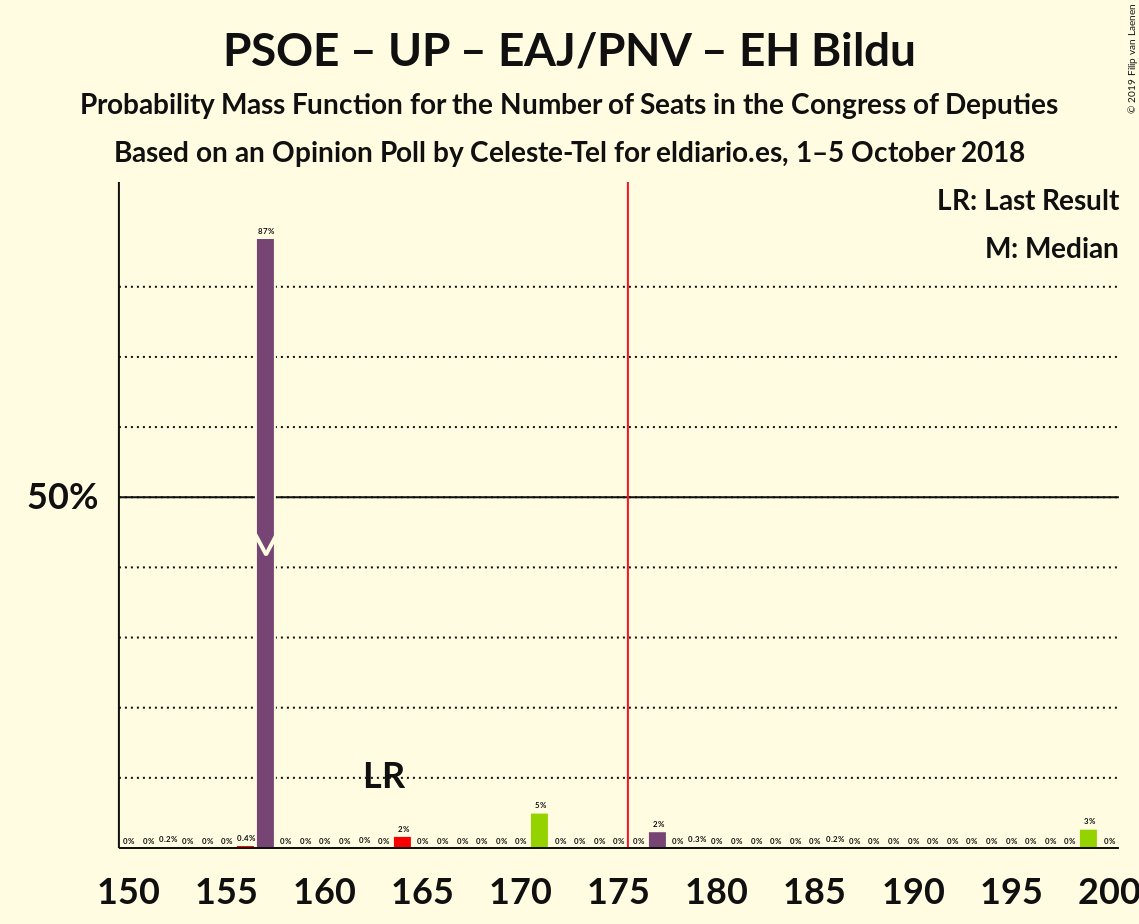 PSOE – UP – EAJ/PNV – EH Bildu
Probability Mass Function for the Number of Seats in the Congress of Deputies
Based on an Opinion Poll by Celeste-Tel for eldiario.es, 1–5 October 2018
© 2019 Filip van Laenen
LR: Last Result
M: Median
50%
0% 0% 0.2% 0% 0% 0% 0.4% 87% 0% 0% 0% 0% 0% 0% 2% 0% 0% 0% 0% 0% 0% 5% 0% 0% 0% 0% 0% 2% 0% 0.3% 0% 0% 0% 0% 0% 0% 0.2% 0% 0% 0% 0% 0% 0% 0% 0% 0% 0% 0% 0% 3% 0%
LR
150 155 160 165 170 175 180 185 190 195 200